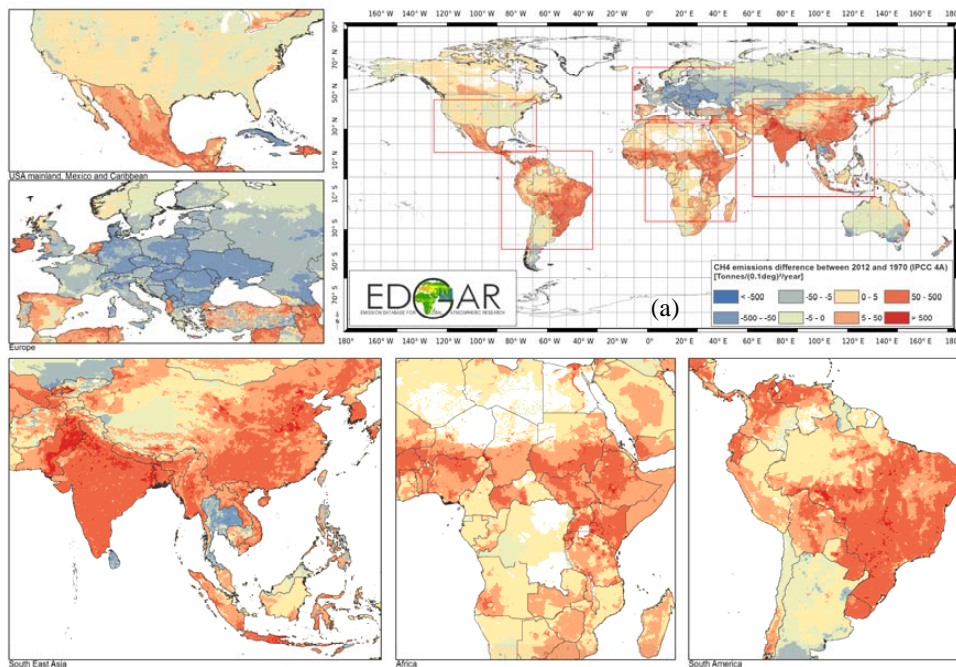 160° W 140° W 120° W 100° W 80° W 60° W 40° W 20° W 0° E 20° E 40° E 60° E 80° E 100° E 120° E 140° E 160° E 180° E
90°
70° N
50° N
30° N
10° N
10° S
30° S
50° S
70° S
USA mainland, Mexico and Caribbean
Europe
EDGAR
EMISSION DATABASE FOR GLOBAL ATMOSPHERIC RESEARCH
(a)
CH4 emissions difference between 2012 and 1970 (IPCC 4A)
[Tonnes/(0.1deg)²/year]
< -500 -50 - -5 0 - 5 50 - 500
-500 - -50 -5 - 0 5 - 50 > 500
160° W 140° W 120° W 100° W 80° W 60° W 40° W 20° W 0° E 20° E 40° E 60° E 80° E 100° E 120° E 140° E 160° E 180° E
South East Asia
Africa
South America